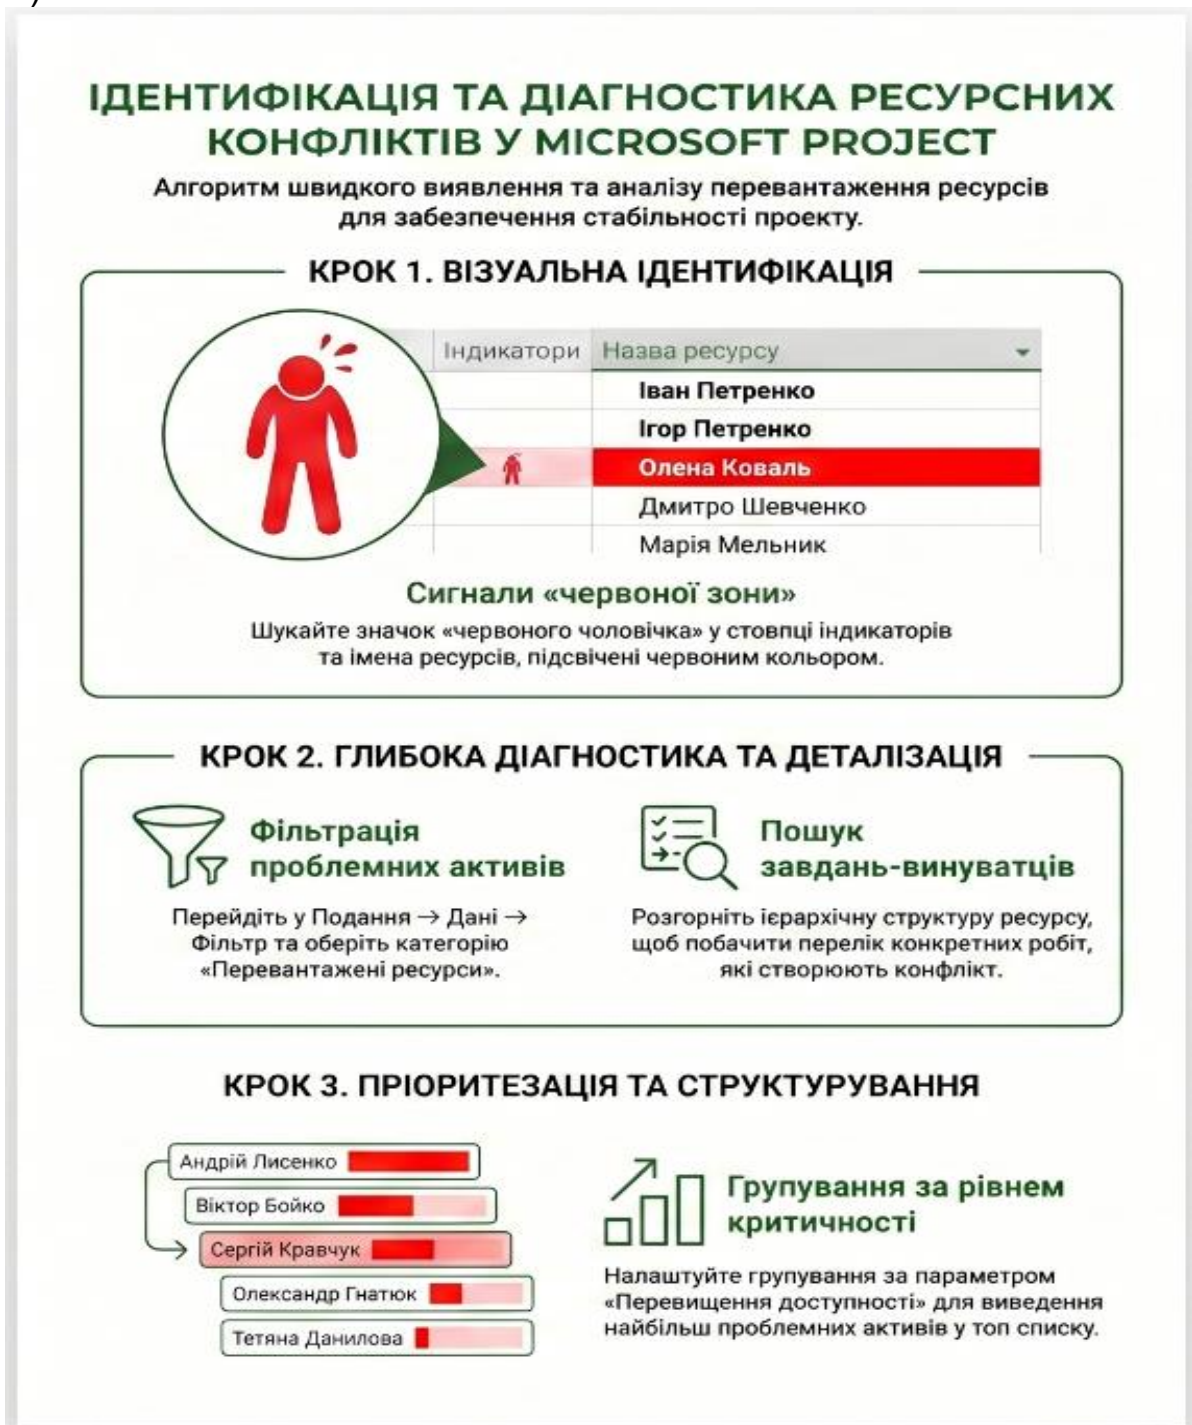 ІДЕНТИФІКАЦІЯ ТА ДІАГНОСТИКА РЕСУРСНИХ
КОНФЛІКТІВ У MICROSOFT PROJECT
Алгоритм швидкого виявлення та аналізу перевантаження ресурсів
для забезпечення стабільності проекту.
КРОК 1. ВІЗУАЛЬНА ІДЕНТИФІКАЦІЯ
Індикатори Назва ресурсу
Іван Петренко
Ігор Петренко
Олена Коваль
Дмитро Шевченко
Марія Мельник
Сигнали «червоної зони»
Шукайте значок «червоного чоловічка» у стовпці індикаторів
та імена ресурсів, підсвічені червоним кольором.
КРОК 2. ГЛИБОКА ДІАГНОСТИКА ТА ДЕТАЛІЗАЦІЯ
Фільтрація
проблемних активів
Перейдіть у Подання → Дані →
Фільтр та оберіть категорію
«Перевантажені ресурси».
Пошук
завдань-винуватців
Розгорніть ієрархічну структуру ресурсу,
щоб побачити перелік конкретних робіт,
які створюють конфлікт.
КРОК 3. ПРІОРИТЕЗАЦІЯ ТА СТРУКТУРУВАННЯ
Андрій Лисенко
Віктор Бойко
Сергій Кравчук
Олександр Гнатюк
Тетяна Данилова
Групування за рівнем
критичності
Налаштуйте групування за параметром
«Перевищення доступності» для виведення
найбільш проблемних активів у топ списку.